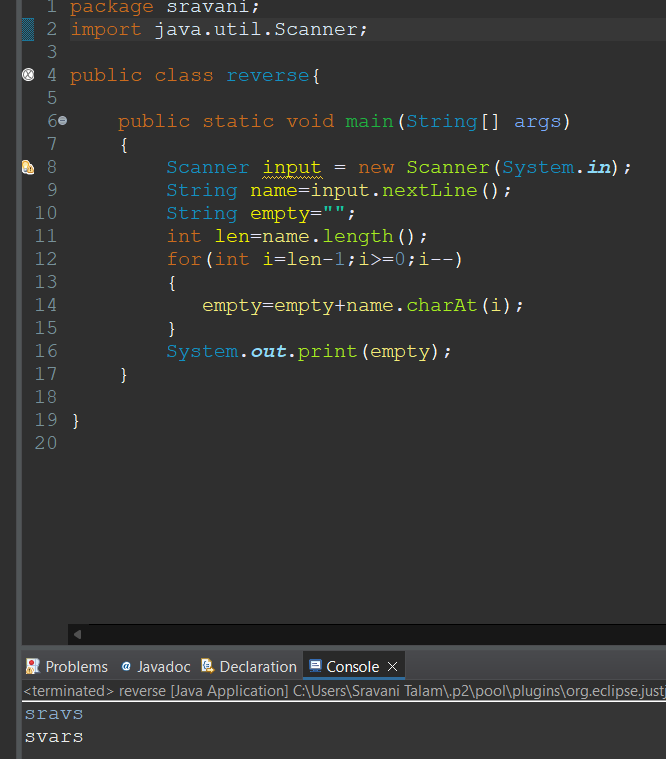 1 package sravani;
2 import java.util.Scanner;
3
4 public class reverse{
5
6 public static void main(String[] args)
7 {
8 Scanner input = new Scanner(System.in);
9 String name=input.nextLine();
10 String empty="";
11 int len=name.length();
12 for(int i=len-1;i>=0;i--)
13 {
14 empty=empty+name.charAt(i);
15 }
16 System.out.print(empty);
17 }
18
19 }
20
Problems @ Javadoc Declaration Console
<terminated> reverse [Java Application] C:\Users\Sravani Talam\.p2\pool\plugins\org.eclipse.justj
sravs
svars